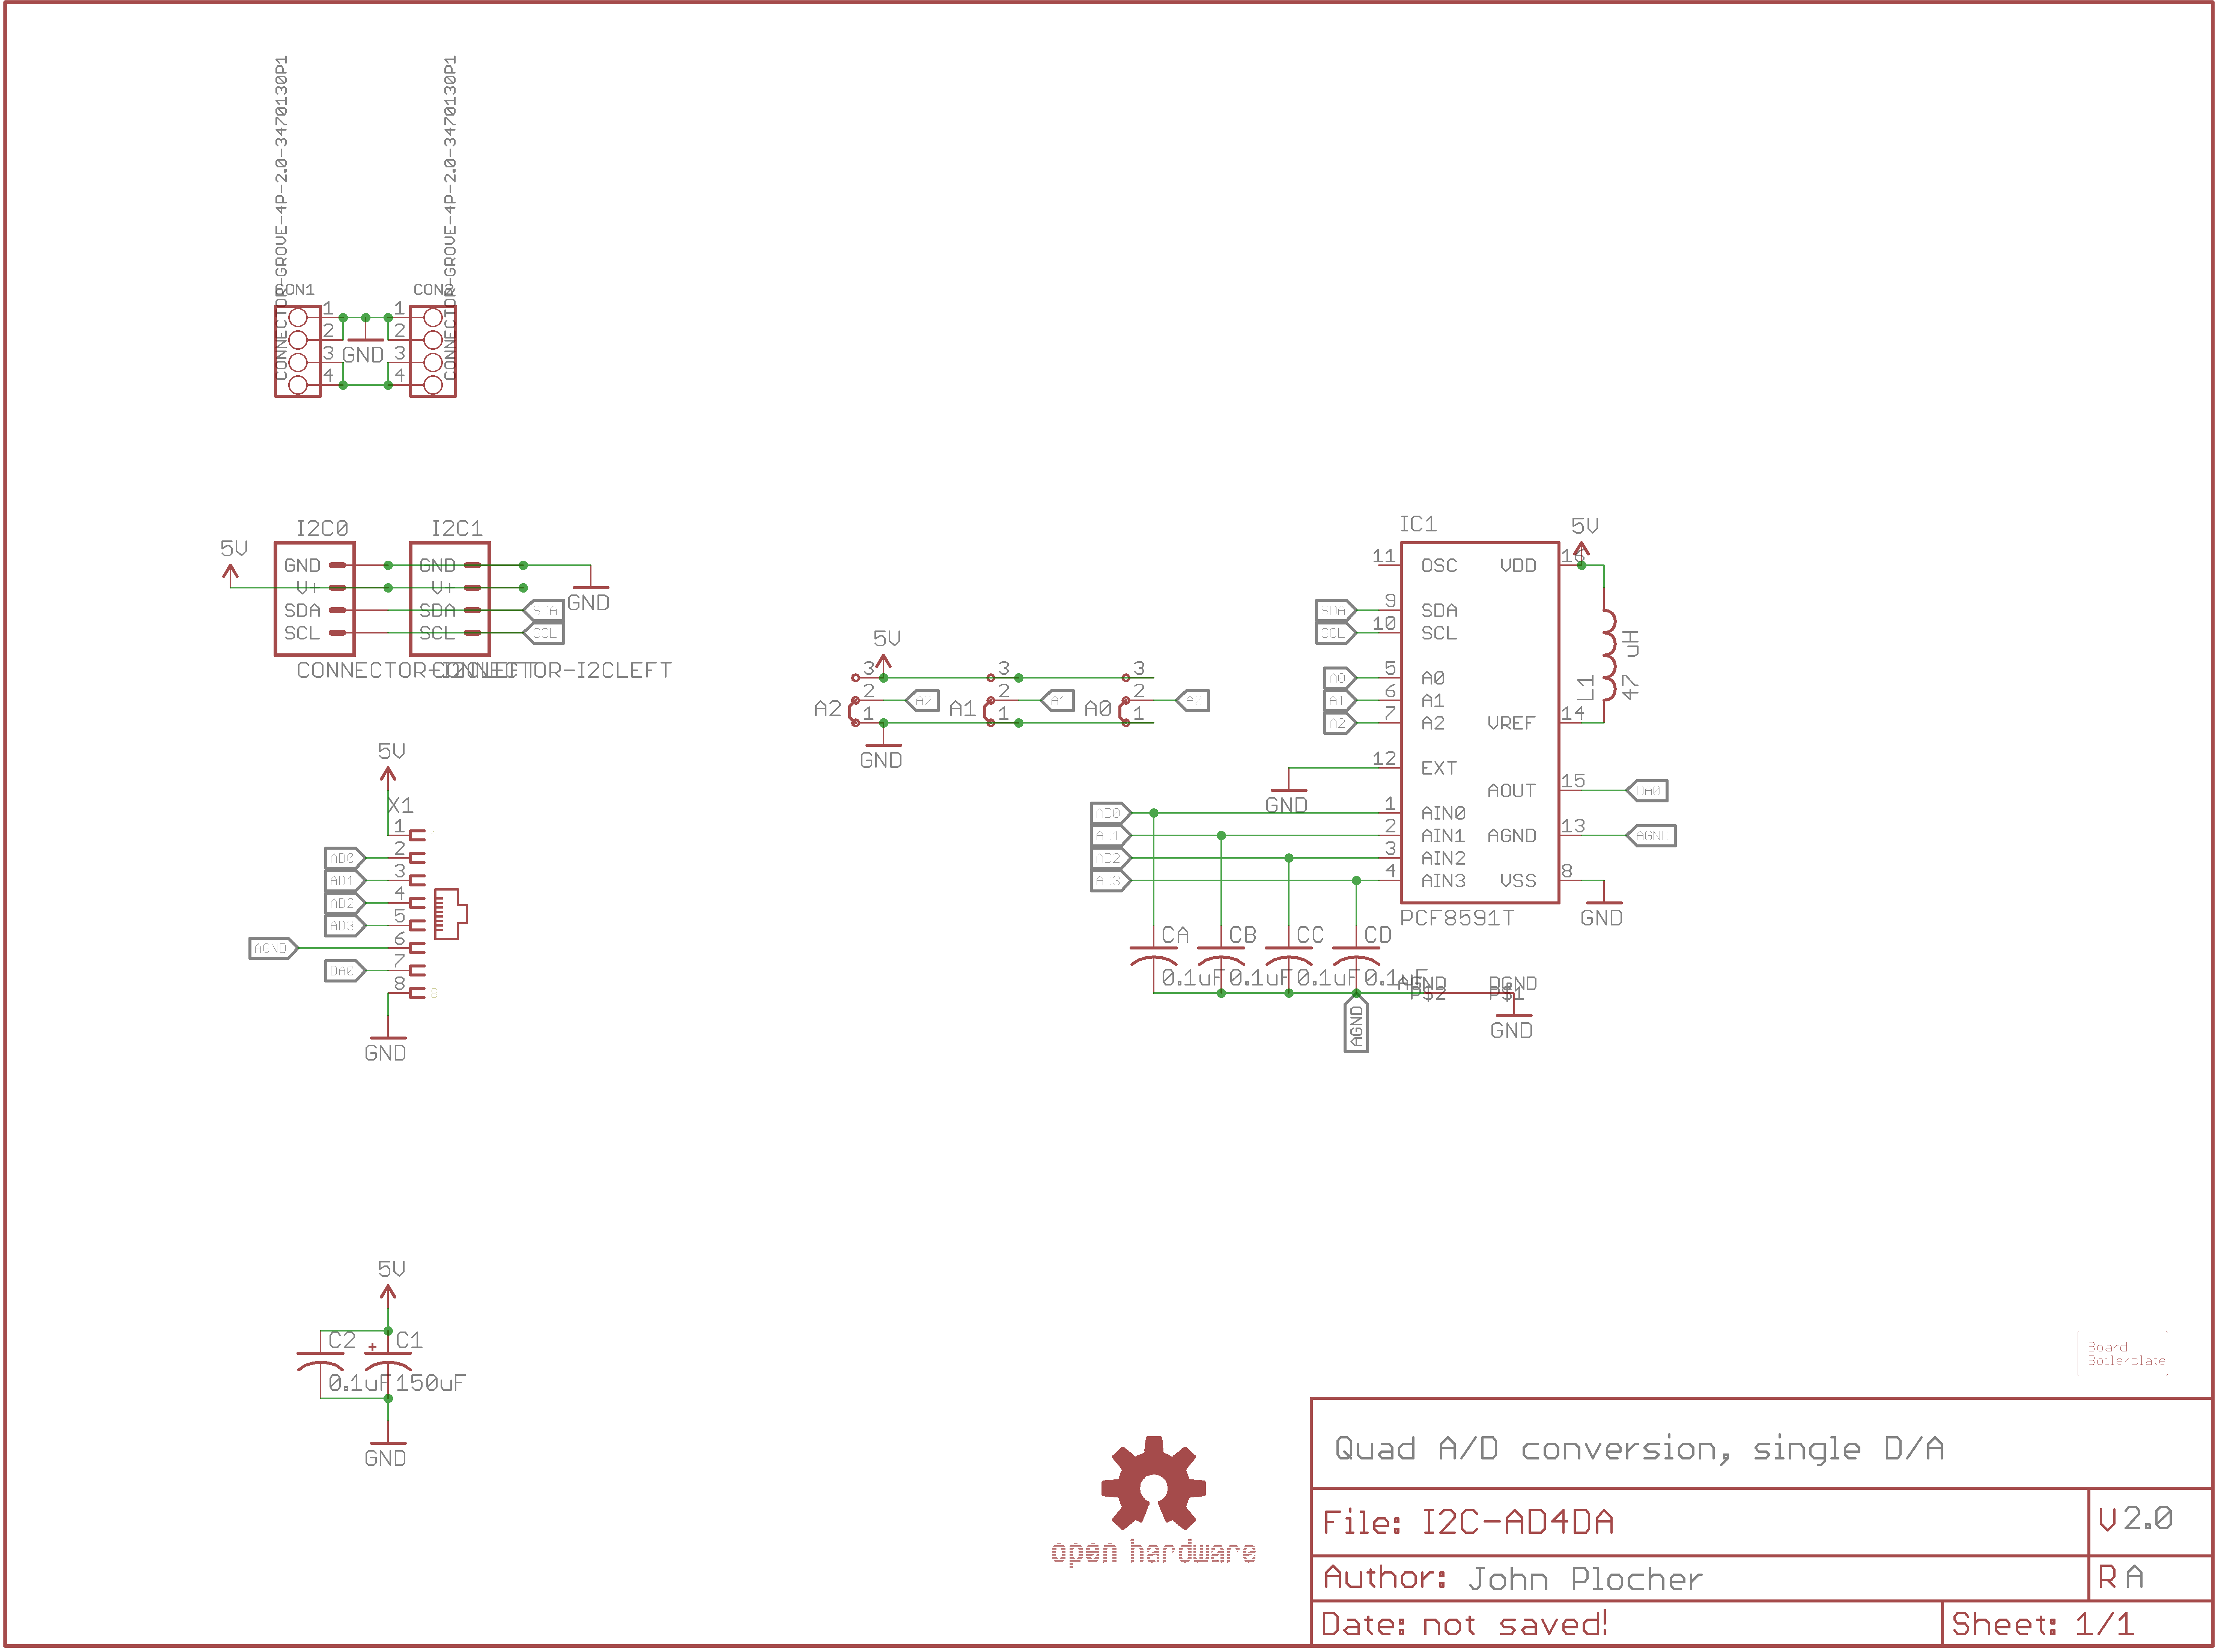 CONNECTOR-GROVE-4P-2.0-3470130P1
CONNECTOR-GROVE-4P-2.0-3470130P1
CON1
CON2
1
2
3
4
GND
1
2
3
4
I2C0
I2C1
5V
GND
V+
SDA
SCL
GND
V+
SDA
SCL
SDA
SCL
GND
CONNECTOR-I2CLEFT
CONNECTOR-I2CLEFT
5V
X1
1
2
3
4
5
6
7
8
1
8
AD0
AD1
AD2
AD3
AGND
DA0
GND
5V
C2
C1
+
0.1uF
150uF
GND
5V
A2
3
2
1
A2
A1
3
2
1
A1
A0
3
2
1
A0
GND
IC1
5V
11
OSC
VDD
16
SDA
9
SDA
SCL
10
SCL
A0
5
A0
A1
6
A1
A2
7
A2
VREF
14
L1
47
uH
12
EXT
GND
AOUT
15
DA0
AD0
1
AIN0
AD1
2
AIN1
AGND
13
AGND
AD2
3
AIN2
AD3
4
AIN3
VSS
8
GND
PCF8591T
CA
CB
CC
CD
0.1uF
0.1uF
0.1uF
0.1uF
AGND
PS2
DGND
PS1
AGND
GND
Board
Boilerplate
open hardware
Quad A/D conversion, single D/A
File: I2C-AD4DA
V 2.0
Author: John Plocher
R A
Date: not saved!
Sheet: 1/1